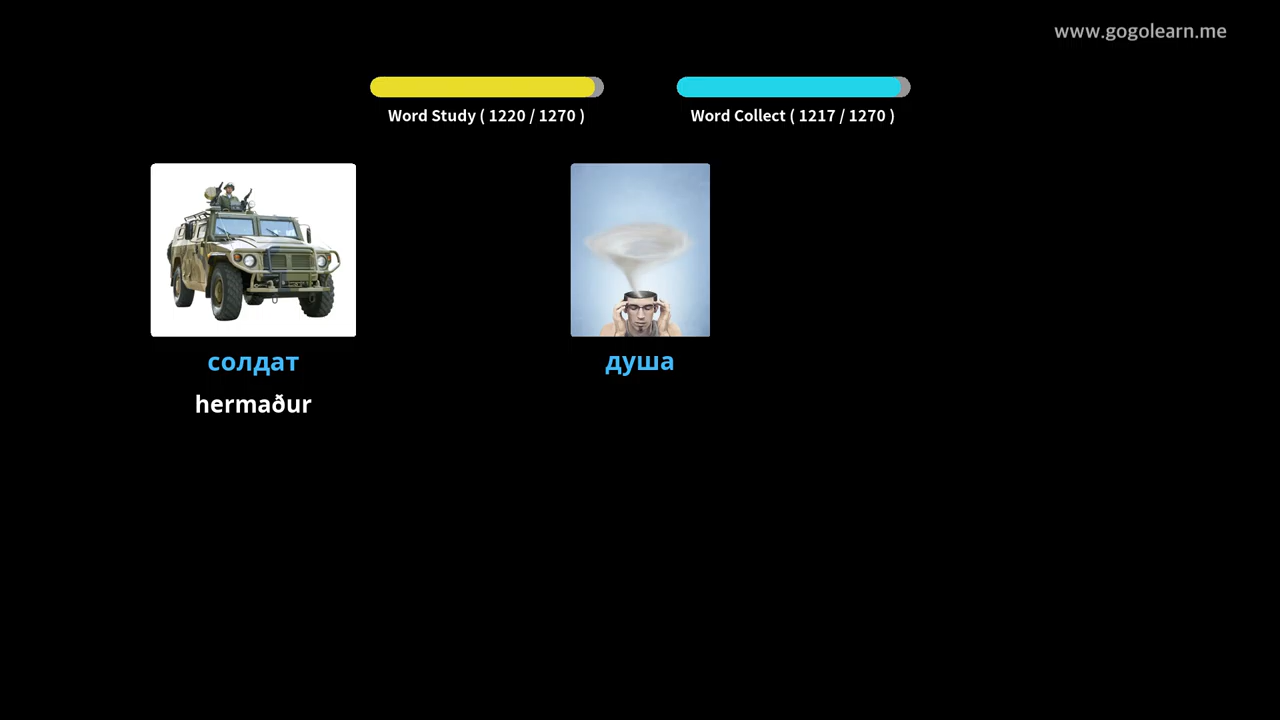 www.gogolearn.me
Word Study ( 1220 / 1270 )
Word Collect ( 1217 / 1270 )
солдат
душа
hermaður